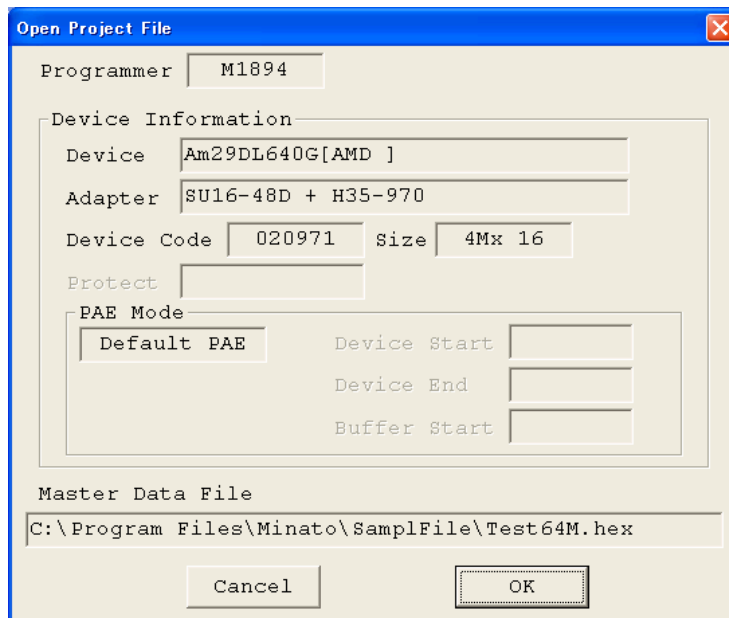 Open Project File
Programmer M1894
Device Information
Device Am29DL640G[AMD ]
Adapter SU16-48D + H35-970
Device Code 020971 Size 4Mx 16
Protect
PAE Mode
Default PAE Device Start
Device End
Buffer Start
Master Data File
C:\Program Files\Minato\SamplFile\Test64M.hex
Cancel OK